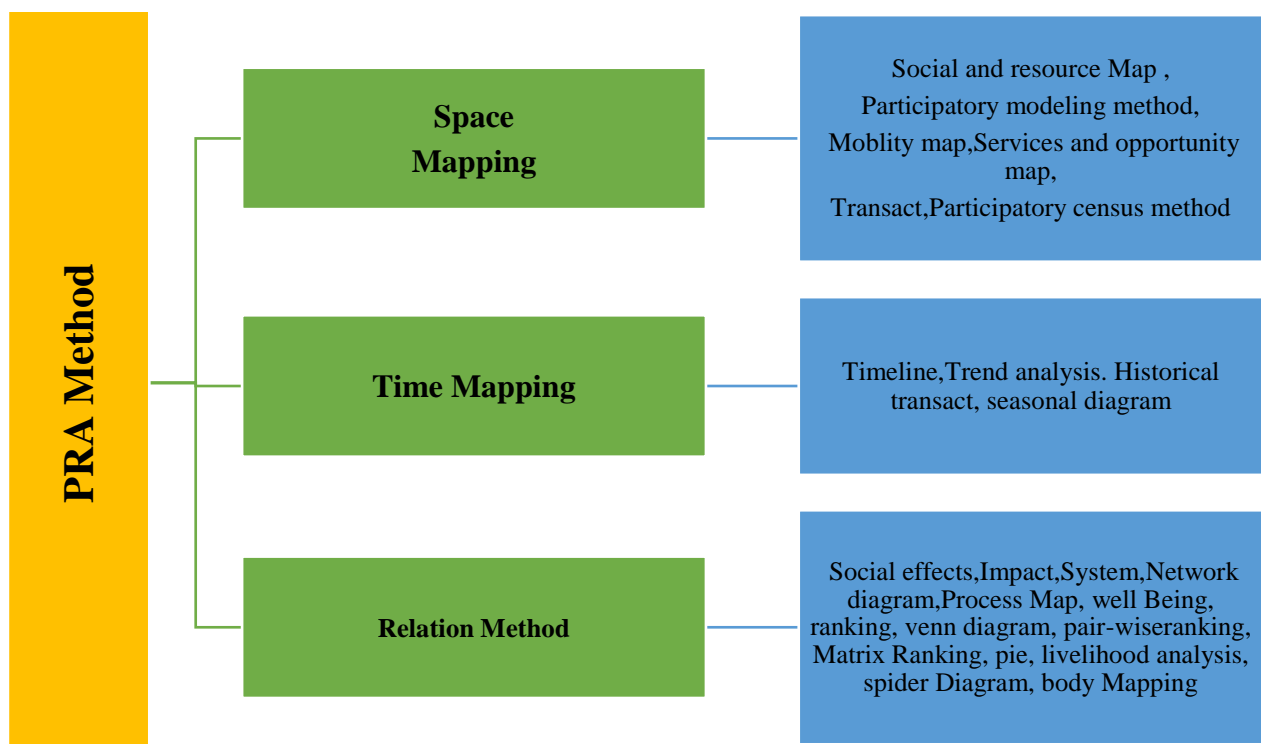 PRA Method
Space
Mapping
Social and resource Map ,
Participatory modeling method,
Moblity map,Services and opportunity
map,
Transact,Participatory census method
Time Mapping
Timeline,Trend analysis. Historical
transact, seasonal diagram
Relation Method
Social effects,Impact,System,Network
diagram,Process Map, well Being,
ranking, venn diagram, pair-wiseranking,
Matrix Ranking, pie, livelihood analysis,
spider Diagram, body Mapping